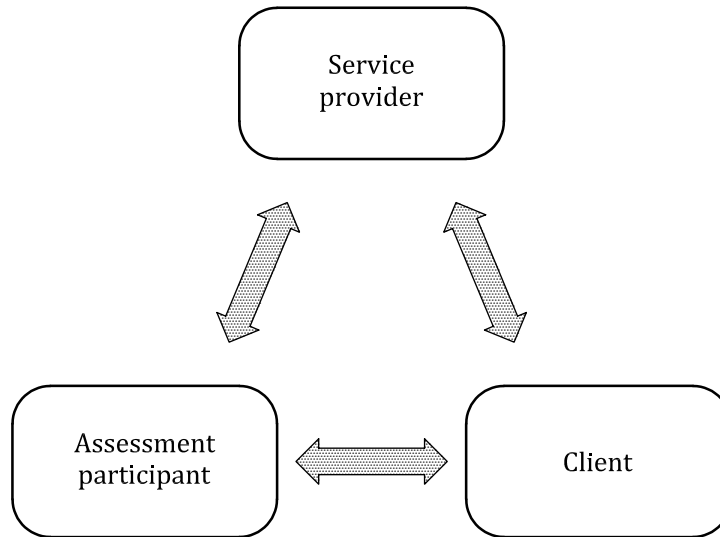 Service
provider
Assessment
participant
Client